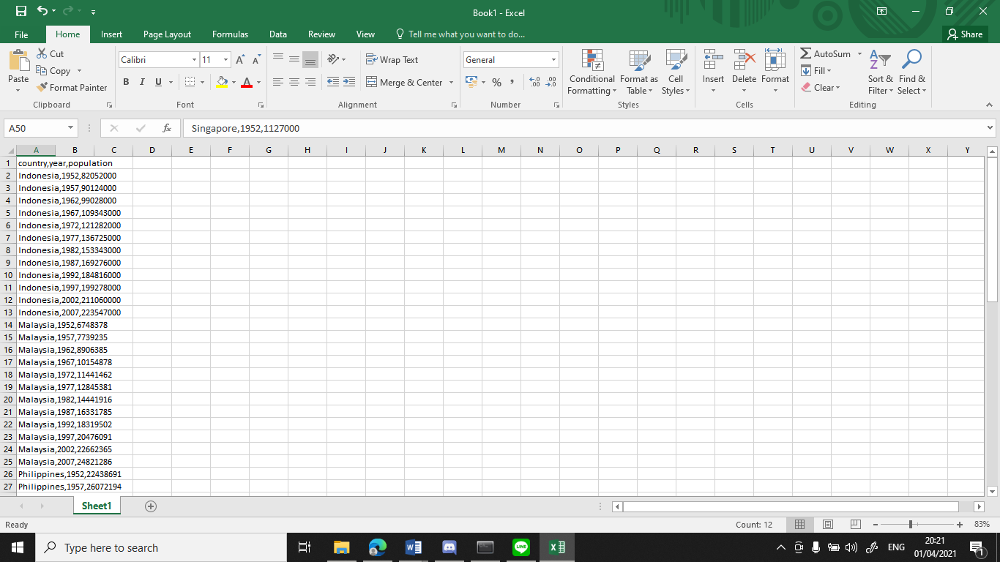 Book1 - Excel
File Home Insert Page Layout Formulas Data Review View Tell me what you want to do... Share
Paste
Cut
Copy
Format Painter
Clipboard
Calibri 11
B I U
Font
Wrap Text
Merge & Center
Alignment
General
% ,
Number
Conditional Formatting
Format as Table
Cell Styles
Styles
Insert Delete Format
Cells
AutoSum
Fill
Clear
Sort & Filter
Find & Select
Editing
A50 fx Singapore,1952,1127000
A B C D E F G H I J K L M N O P Q R S T U V W X Y
1 country,year,population
2 Indonesia,1952,82052000
3 Indonesia,1957,90124000
4 Indonesia,1962,99028000
5 Indonesia,1967,109343000
6 Indonesia,1972,121282000
7 Indonesia,1977,136725000
8 Indonesia,1982,153343000
9 Indonesia,1987,169276000
10 Indonesia,1992,184816000
11 Indonesia,1997,199278000
12 Indonesia,2002,211060000
13 Indonesia,2007,223547000
14 Malaysia,1952,6748378
15 Malaysia,1957,7739235
16 Malaysia,1962,8906385
17 Malaysia,1967,10154878
18 Malaysia,1972,11441462
19 Malaysia,1977,12845381
20 Malaysia,1982,14441916
21 Malaysia,1987,16331785
22 Malaysia,1992,18319502
23 Malaysia,1997,20476091
24 Malaysia,2002,22662365
25 Malaysia,2007,24821286
26 Philippines,1952,22438691
27 Philippines,1957,26072194
Sheet1
Ready Count: 12 83%
Type here to search
ENG
20:21
01/04/2021
1